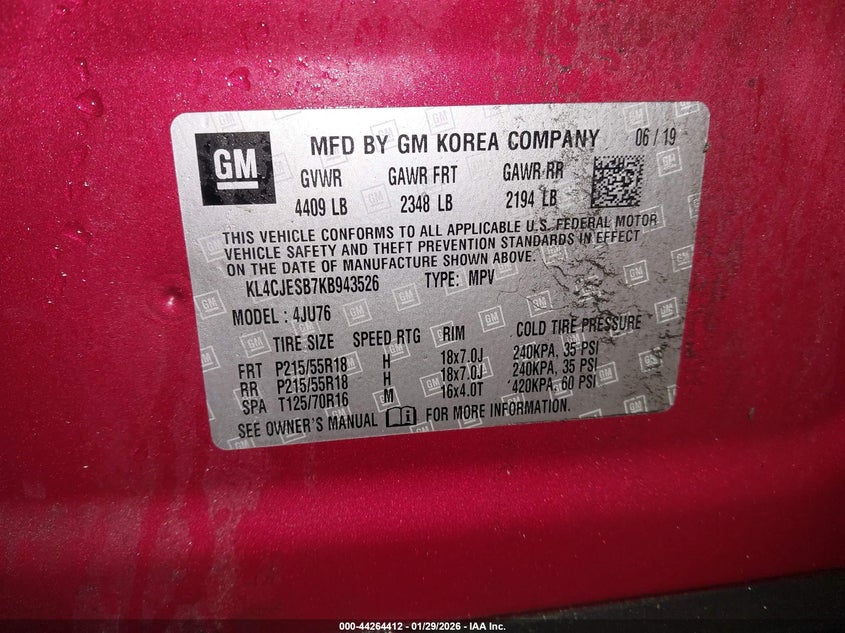 GM
MFD BY GM KOREA COMPANY 06 / 19
GVWR GAWR FRT GAWR RR
4409 LB 2348 LB 2194 LB
THIS VEHICLE CONFORMS TO ALL APPLICABLE U.S. FEDERAL MOTOR
VEHICLE SAFETY AND THEFT PREVENTION STANDARDS IN EFFECT
ON THE DATE OF MANUFACTURE SHOWN ABOVE.
KL4CJESB7KB943526 TYPE: MPV
MODEL : 4JU76
TIRE SIZE SPEED RTG RIM COLD TIRE PRESSURE
FRT P215/55R18 H 18x7.0J 240KPA, 35 PSI
RR P215/55R18 H 18x7.0J 240KPA, 35 PSI
SPA T125/70R16 M 16x4.0T 420KPA, 60 PSI
SEE OWNER'S MANUAL FOR MORE INFORMATION.
000-44264412 - 01/29/2026 - IAA Inc.